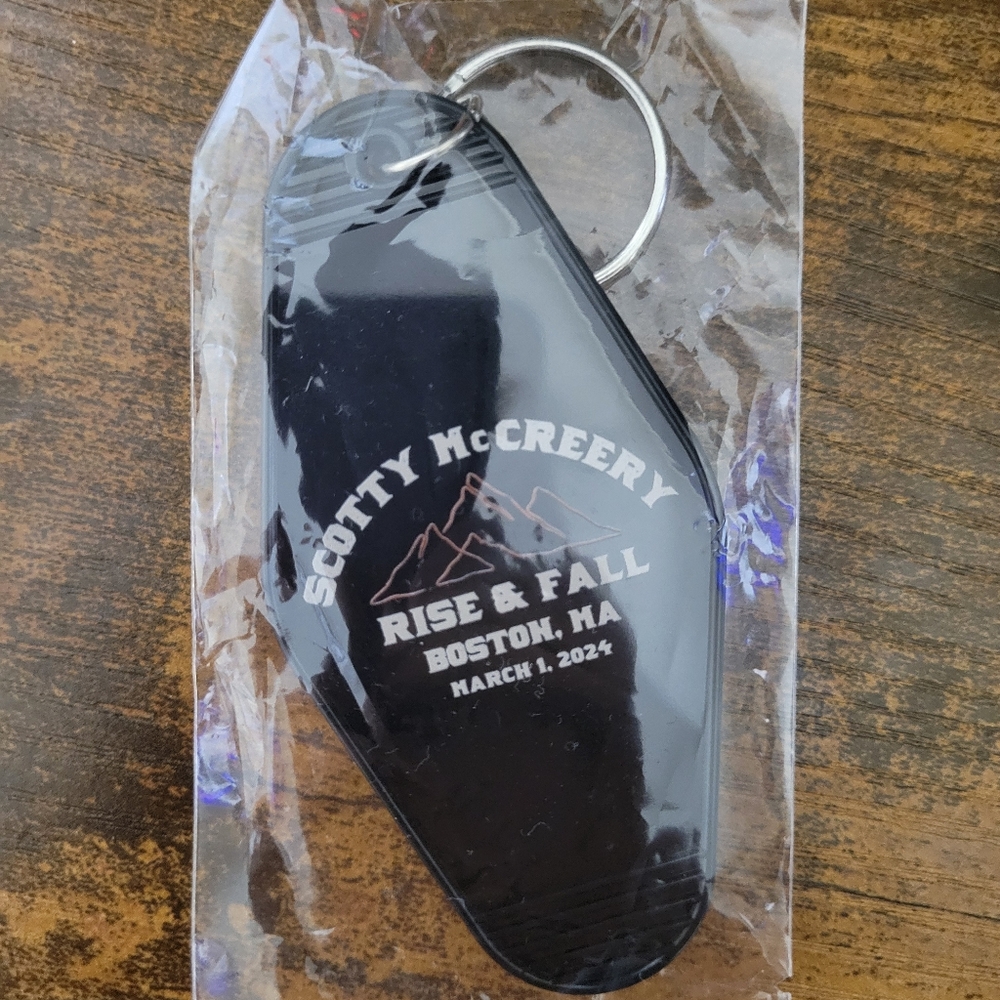 SCOTTY McCREERY
RISE & FALL
BOSTON, MA
MARCH 1, 2024